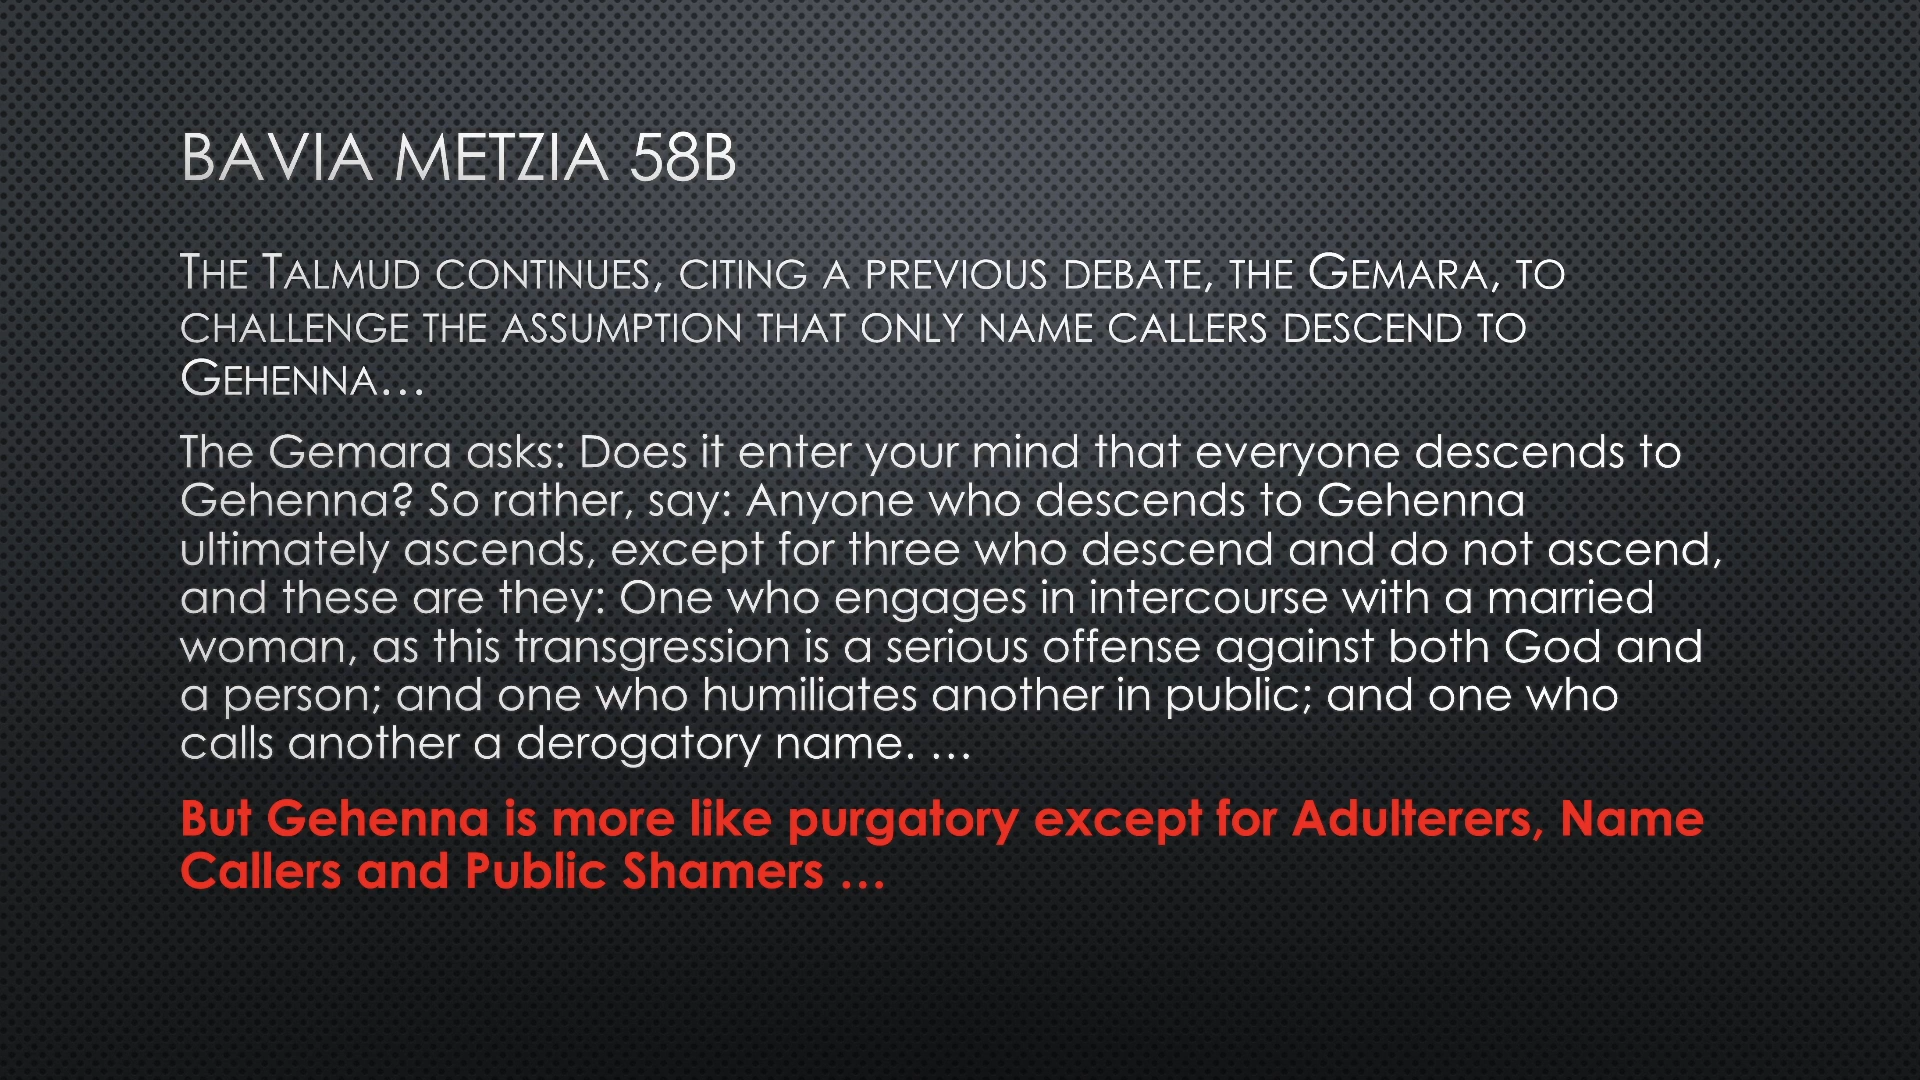 BAVIA METZIA 58B
THE TALMUD CONTINUES, CITING A PREVIOUS DEBATE, THE GEMARA, TO
CHALLENGE THE ASSUMPTION THAT ONLY NAME CALLERS DESCEND TO
GEHENNA...
The Gemara asks: Does it enter your mind that everyone descends to
Gehenna? So rather, say: Anyone who descends to Gehenna
ultimately ascends, except for three who descend and do not ascend,
and these are they: One who engages in intercourse with a married
woman, as this transgression is a serious offense against both God and
a person; and one who humiliates another in public; and one who
calls another a derogatory name. ...
But Gehenna is more like purgatory except for Adulterers, Name
Callers and Public Shamers ...